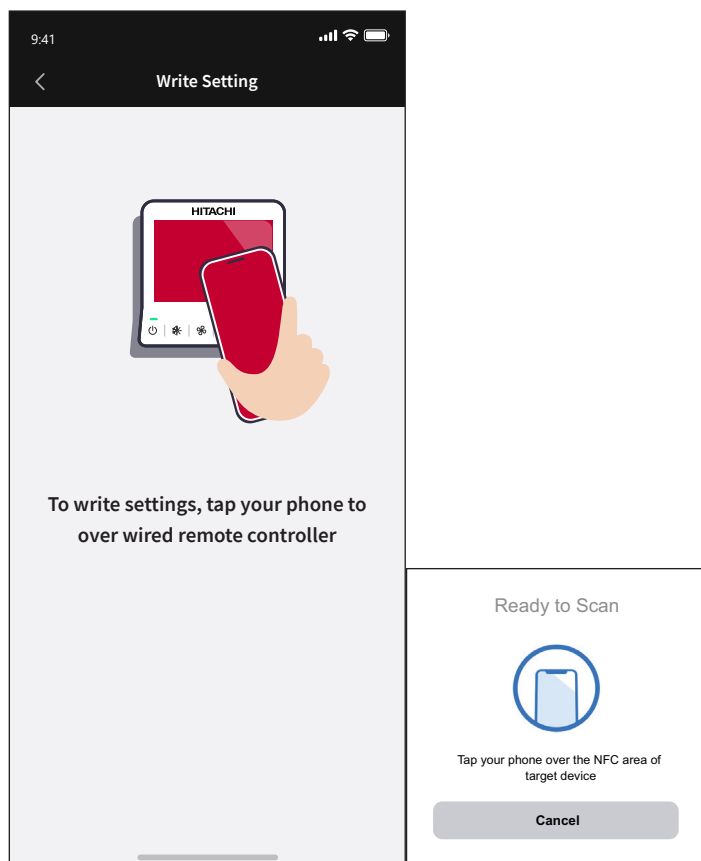 9:41
Write Setting
HITACHI
To write settings, tap your phone to
over wired remote controller
Ready to Scan
Tap your phone over the NFC area of
target device
Cancel